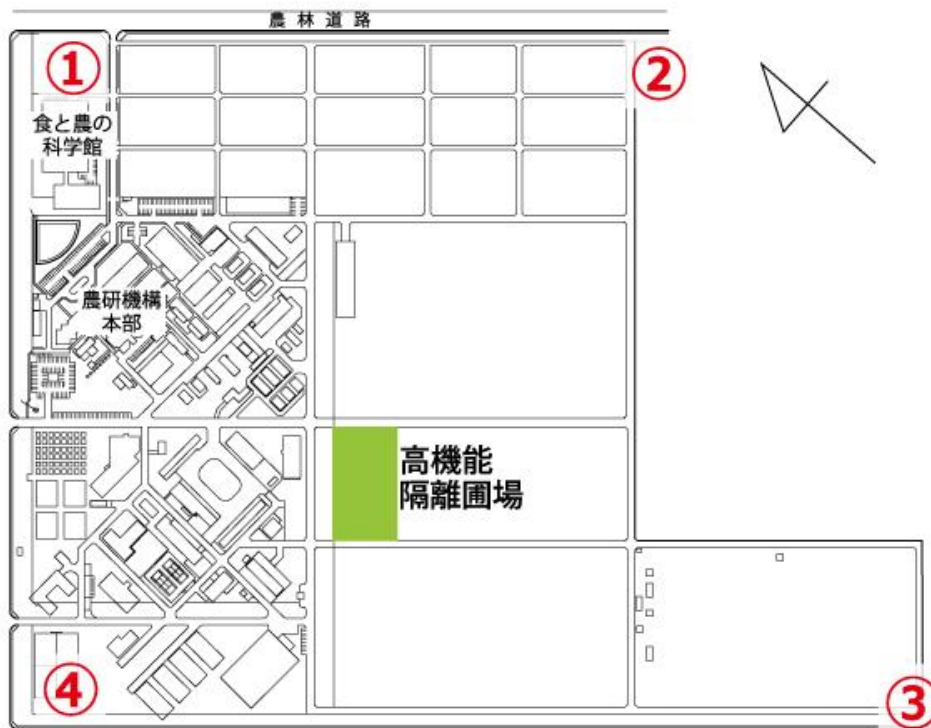 農林道路
①
②
食と農の
科学館
農研機構
本部
高機能
隔離圃場
④
③